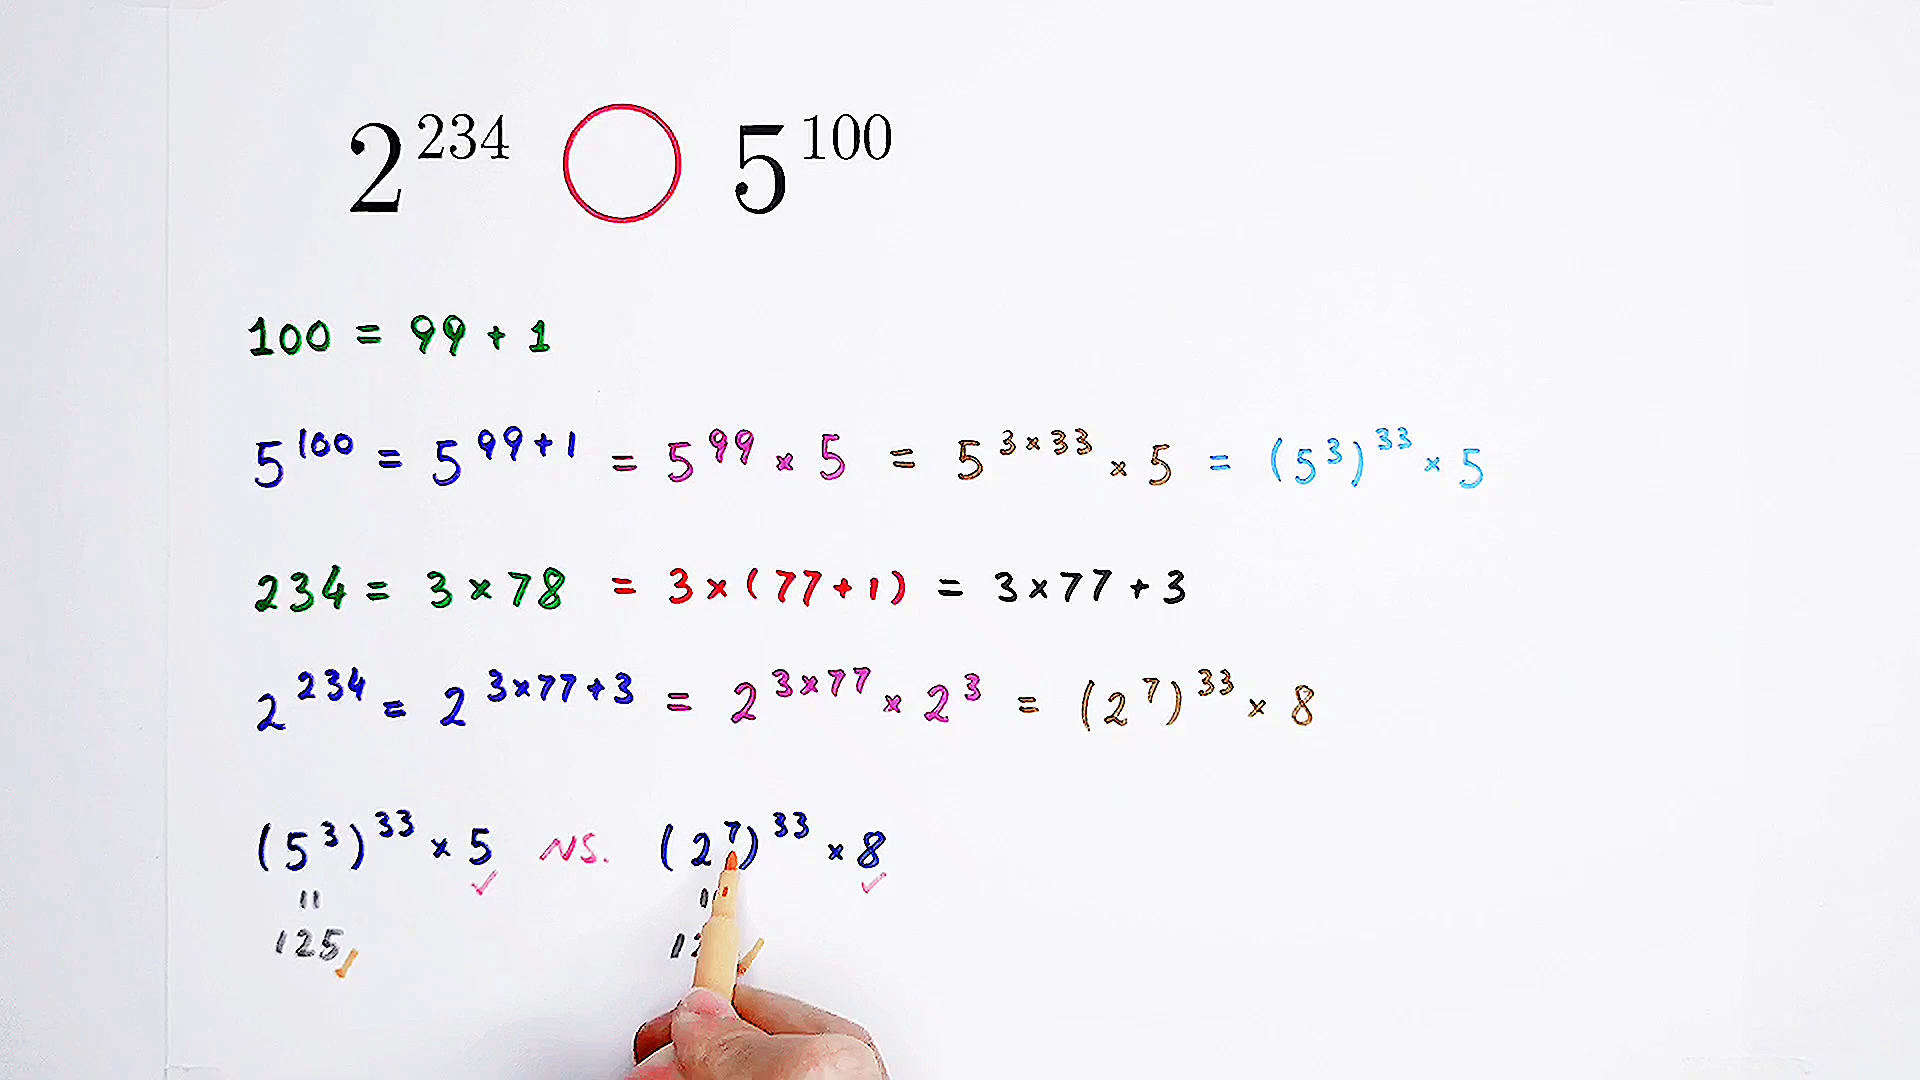 2^234 ○ 5^100
100 = 99 + 1
5^100 = 5^99+1 = 5^99 × 5 = 5^3×33 × 5 = (5^3)^33 × 5
234 = 3 × 78 = 3 × (77 + 1) = 3 × 77 + 3
2^234 = 2^3×77+3 = 2^3×77 × 2^3 = (2^7)^33 × 8
(5^3)^33 × 5 VS. (2^7)^33 × 8
125